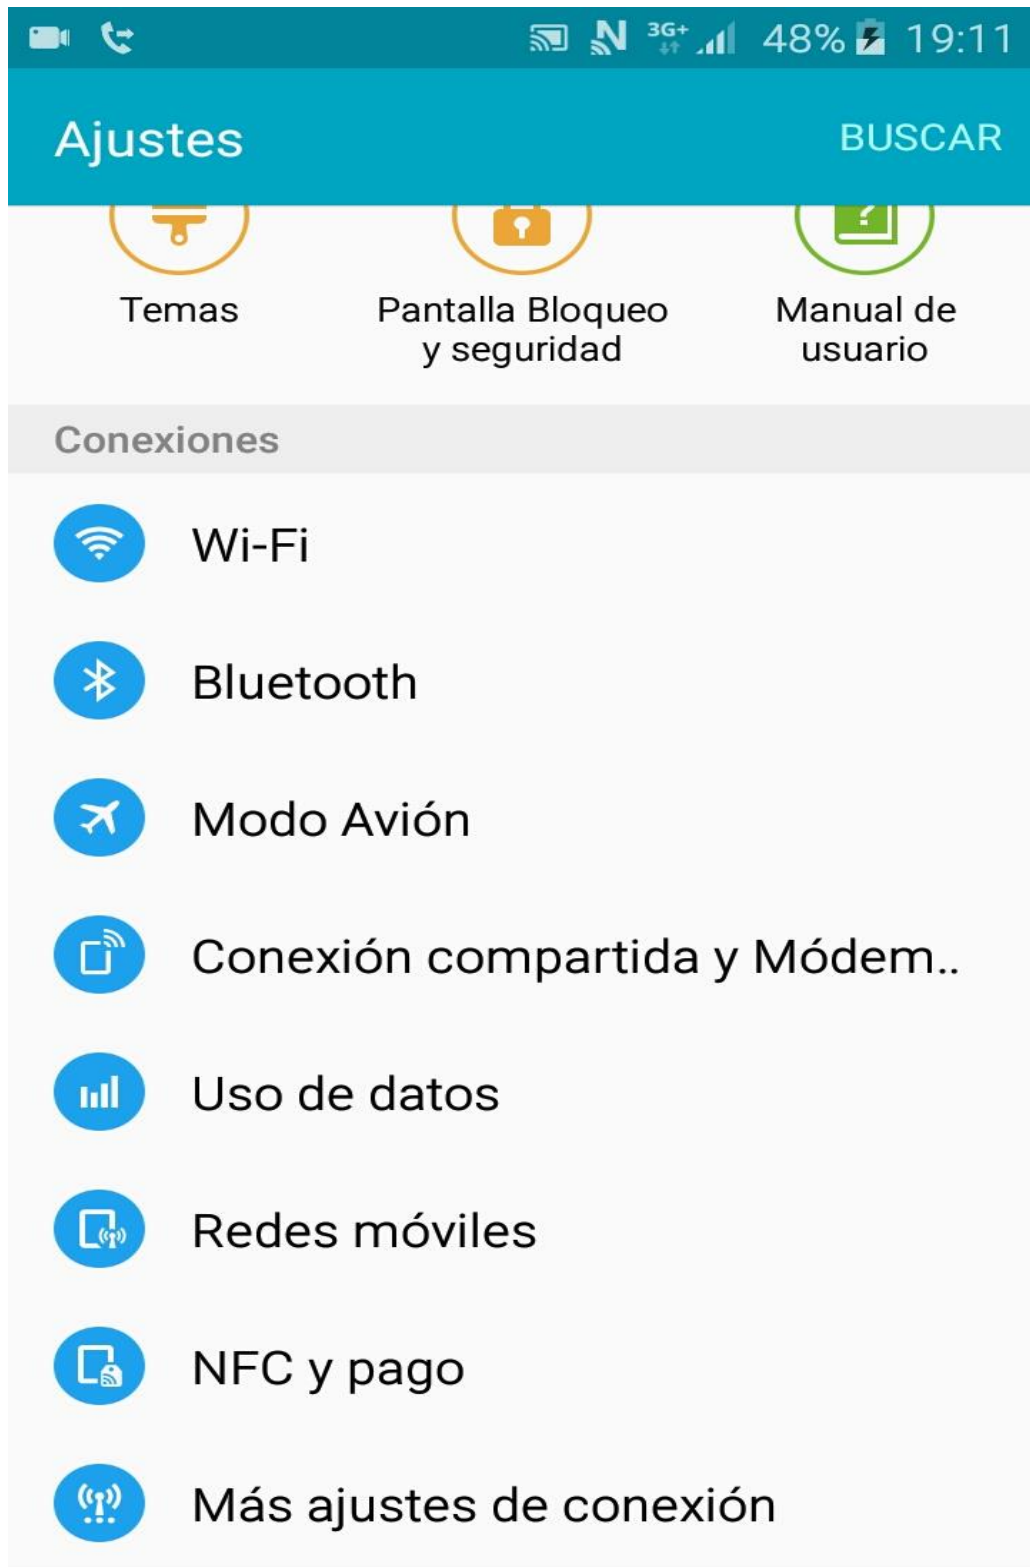 3G+ 48% 19:11
Ajustes BUSCAR
?
Temas
Pantalla Bloqueo
y seguridad
Manual de
usuario
Conexiones
Wi-Fi
Bluetooth
Modo Avión
Conexión compartida y Módem..
Uso de datos
Redes móviles
NFC y pago
Más ajustes de conexión